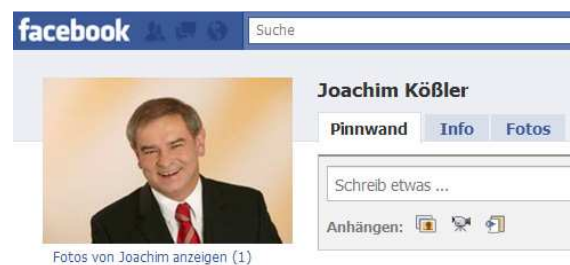 facebook Suche
Joachim Kößler
Pinnwand Info Fotos
Schreib etwas ...
Anhängen:
Fotos von Joachim anzeigen (1)